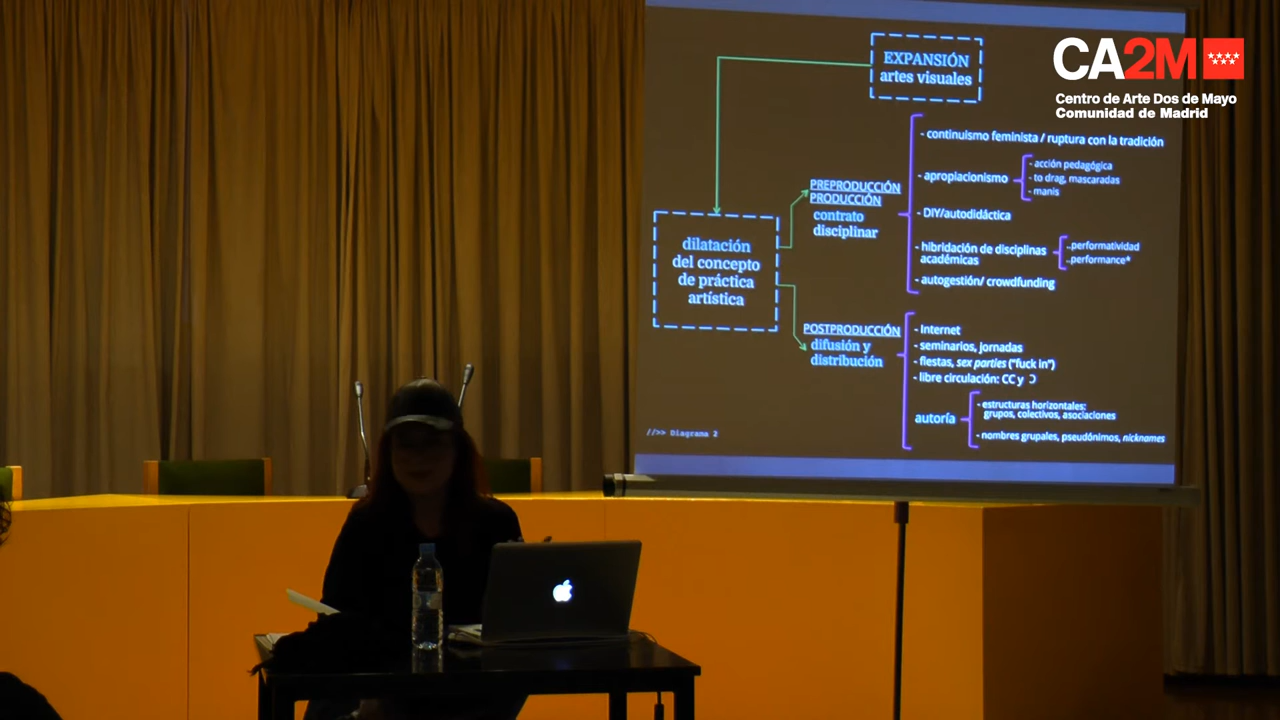 CA2M
Centro de Arte Dos de Mayo
Comunidad de Madrid
EXPANSIÓN
artes visuales
dilatación
del concepto
de práctica
artística
PREPRODUCCIÓN
PRODUCCIÓN
contrato
disciplinar
- continuísmo feminista / ruptura con la tradición
- apropiacionismo
- acción pedagógica
- to drag, mascaradas
- manis
- DIY/autodidáctica
- hibridación de disciplinas
académicas
..performatividad
..performance*
- autogestión/ crowdfunding
POSTPRODUCCIÓN
difusión y
distribución
- Internet
- seminarios, jornadas
- fiestas, sex parties ("fuck in")
- libre circulación: CC y Ɔ
autoría
- estructuras horizontales:
grupos, colectivos, asociaciones
- nombres grupales, pseudónimos, nicknames
//>> Diagrama 2